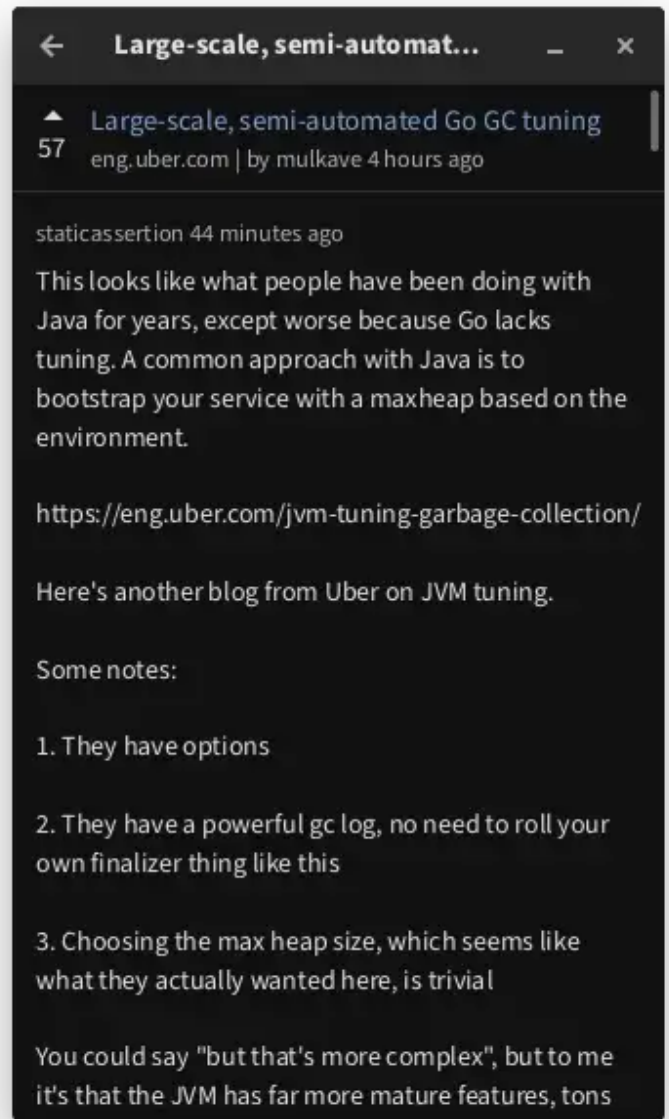 Large-scale, semi-automat...
Large-scale, semi-automated Go GC tuning
57
eng.uber.com | by mulkave 4 hours ago
staticassertion 44 minutes ago
This looks like what people have been doing with
Java for years, except worse because Go lacks
tuning. A common approach with Java is to
bootstrap your service with a maxheap based on the
environment.
https://eng.uber.com/jvm-tuning-garbage-collection/
Here's another blog from Uber on JVM tuning.
Some notes:
1. They have options
2. They have a powerful gc log, no need to roll your
own finalizer thing like this
3. Choosing the max heap size, which seems like
what they actually wanted here, is trivial
You could say "but that's more complex", but to me
it's that the JVM has far more mature features, tons